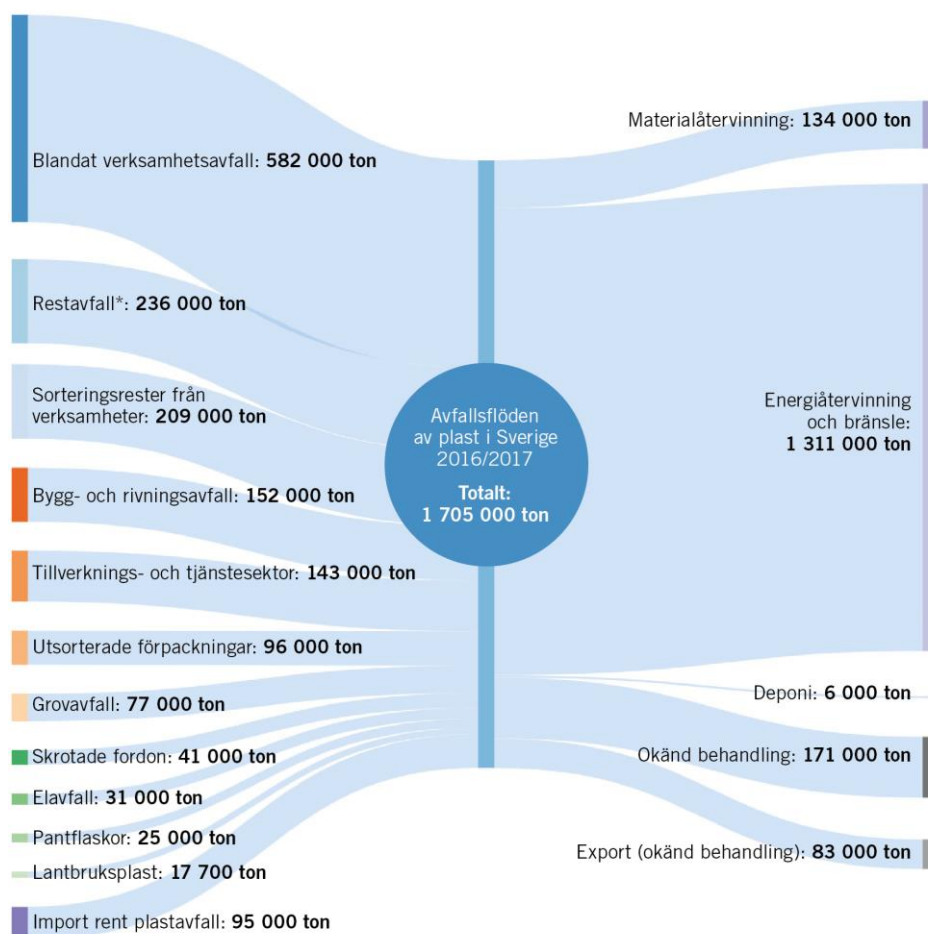 Blandat verksamhetsavfall: 582 000 ton
Restavfall*: 236 000 ton
Sorteringsrester från
verksamheter: 209 000 ton
Bygg- och rivningsavfall: 152 000 ton
Tillverknings- och tjänstesektor: 143 000 ton
Utsorterade förpackningar: 96 000 ton
Grovavfall: 77 000 ton
Skrotade fordon: 41 000 ton
Elavfall: 31 000 ton
Pantflaskor: 25 000 ton
Lantbruksplast: 17 700 ton
Import rent plastavfall: 95 000 ton
Avfallsflöden
av plast i Sverige
2016/2017
Totalt:
1 705 000 ton
Materialåtervinning: 134 000 ton
Energiåtervinning
och bränsle:
1 311 000 ton
Deponi: 6 000 ton
Okänd behandling: 171 000 ton
Export (okänd behandling): 83 000 ton